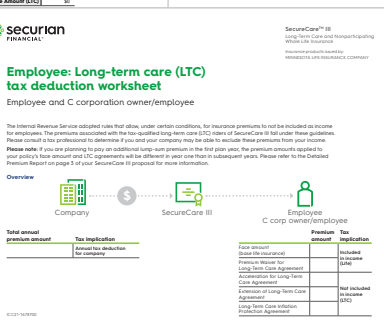 Amount (LTC) $0
securian
FINANCIAL®
SecureCare™ III
Long-Term Care and Nonparticipating
Whole Life Insurance
Insurance products issued by:
MINNESOTA LIFE INSURANCE COMPANY
Employee: Long-term care (LTC)
tax deduction worksheet
Employee and C corporation owner/employee
The Internal Revenue Service adopted rules that allow, under certain conditions, for insurance premiums to not be included as income
for employees. The premiums associated with the tax-qualified long-term care (LTC) riders of SecureCare III fall under these guidelines.
Please consult a tax professional to determine if you and your company may be able to exclude these premiums from your income.
Please note: If you are planning to pay an additional lump-sum premium in the first plan year, the premium amounts applied to
your policy's face amount and LTC agreements will be different in year one than in subsequent years. Please refer to the Detailed
Premium Report on page 5 of your SecureCare III proposal for more information.
Overview
$
Company
SecureCare III
Employee
C corp owner/employee
Total annual
premium amount
Tax implication
Annual tax deduction
for company
Premium
amount
Tax
implication
Face amount
(base life insurance)
Premium Waiver for
Long-Term Care Agreement
Included
in income
(Life)
Acceleration for Long-Term
Care Agreement
Extension of Long-Term Care
Agreement
Long-Term Care Inflation
Protection Agreement
Not included
in income
(LTC)